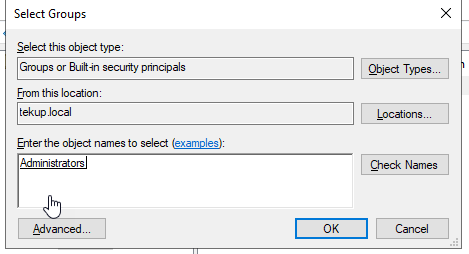 Select Groups
Select this object type:
Groups or Built-in security principals
Object Types...
From this location:
tekup.local
Locations...
Enter the object names to select (examples):
Administrators
Check Names
Advanced...
OK
Cancel